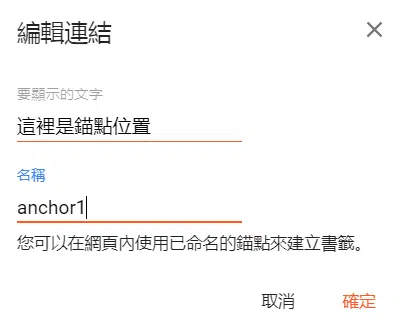 編輯連結
要顯示的文字
這裡是錨點位置
名稱
anchor1
您可以在網頁內使用已命名的錨點來建立書籤。
取消
確定